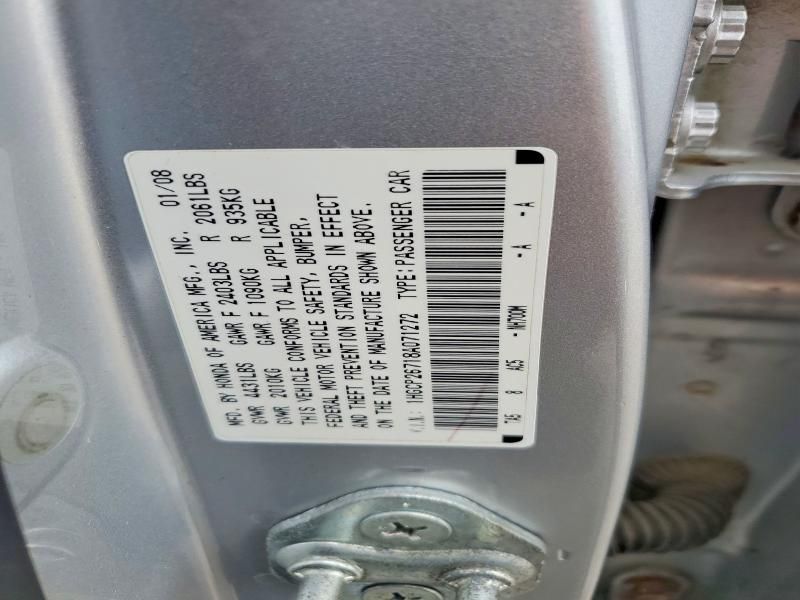 MFD. BY HONDA OF AMERICA MFG., INC. 01/08
GVWR 4431LBS GAWR F 2403LBS R 2061LBS
GVWR 2010KG GAWR F 1090KG R 935KG
THIS VEHICLE CONFORMS TO ALL APPLICABLE
FEDERAL MOTOR VEHICLE SAFETY, BUMPER,
AND THEFT PREVENTION STANDARDS IN EFFECT
ON THE DATE OF MANUFACTURE SHOWN ABOVE.
V.I.N.: 1HGCP26718A071272 TYPE: PASSENGER CAR
TA5 8 AC5 - NH700M - A - A